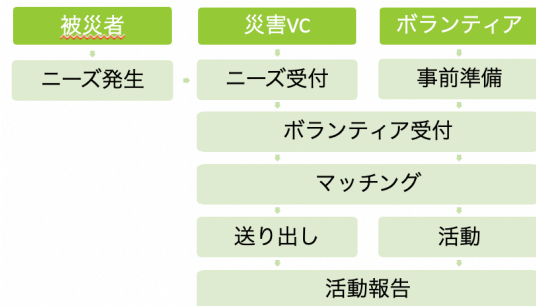 被災者
災害VC
ボランティア
ニーズ発生
ニーズ受付
事前準備
ボランティア受付
マッチング
送り出し
活動
活動報告